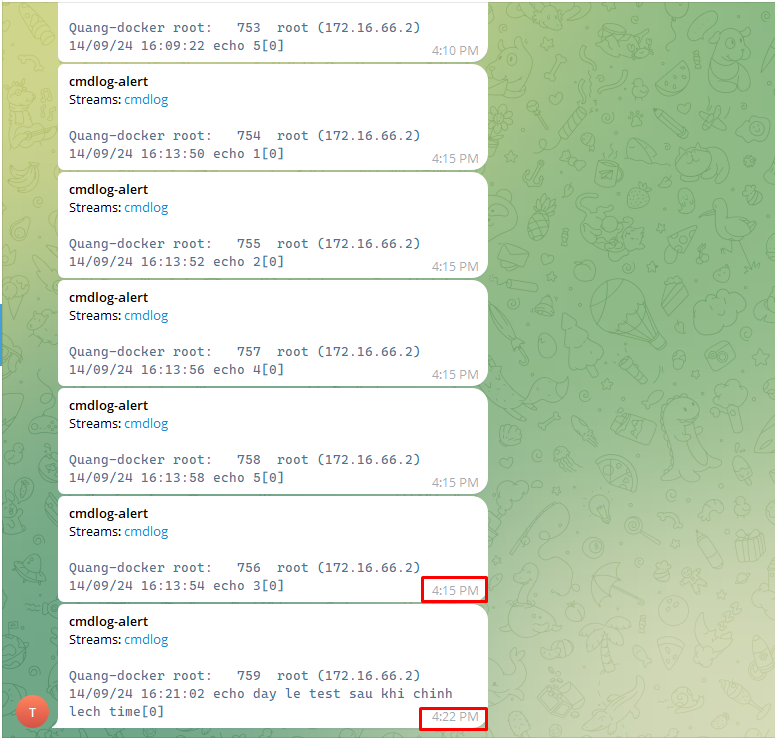 Quang-docker root:   753  root (172.16.66.2)
14/09/24 16:09:22 echo 5[0]
4:10 PM
cmdlog-alert
Streams: cmdlog
Quang-docker root:   754  root (172.16.66.2)
14/09/24 16:13:50 echo 1[0]
4:15 PM
cmdlog-alert
Streams: cmdlog
Quang-docker root:   755  root (172.16.66.2)
14/09/24 16:13:52 echo 2[0]
4:15 PM
cmdlog-alert
Streams: cmdlog
Quang-docker root:   757  root (172.16.66.2)
14/09/24 16:13:56 echo 4[0]
4:15 PM
cmdlog-alert
Streams: cmdlog
Quang-docker root:   758  root (172.16.66.2)
14/09/24 16:13:58 echo 5[0]
4:15 PM
cmdlog-alert
Streams: cmdlog
Quang-docker root:   756  root (172.16.66.2)
14/09/24 16:13:54 echo 3[0]
4:15 PM
cmdlog-alert
Streams: cmdlog
Quang-docker root:   759  root (172.16.66.2)
14/09/24 16:21:02 echo day le test sau khi chinh
lech time[0]
4:22 PM
T